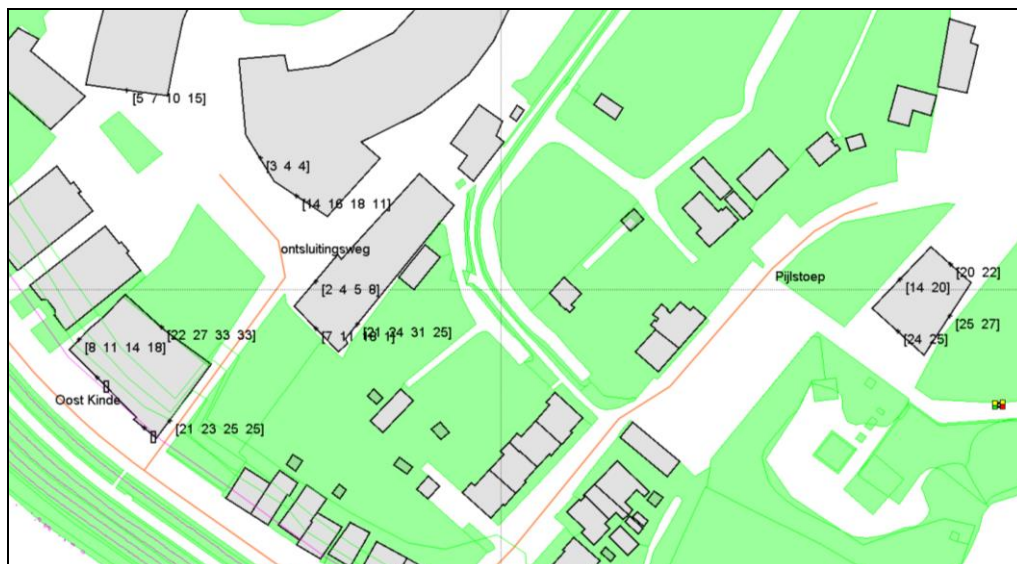 [5 7 10 15]
[3 4 4]
[14 16 18 11]
ontsluitingsweg
[20 22]
Pijlstoep
[2 4 5 8]
[14 20]
[25 27]
[22 27 33 33]
[21 24 31 25]
[24 25]
[8 11 14 18]
Oost Kinde
[21 23 25 25]